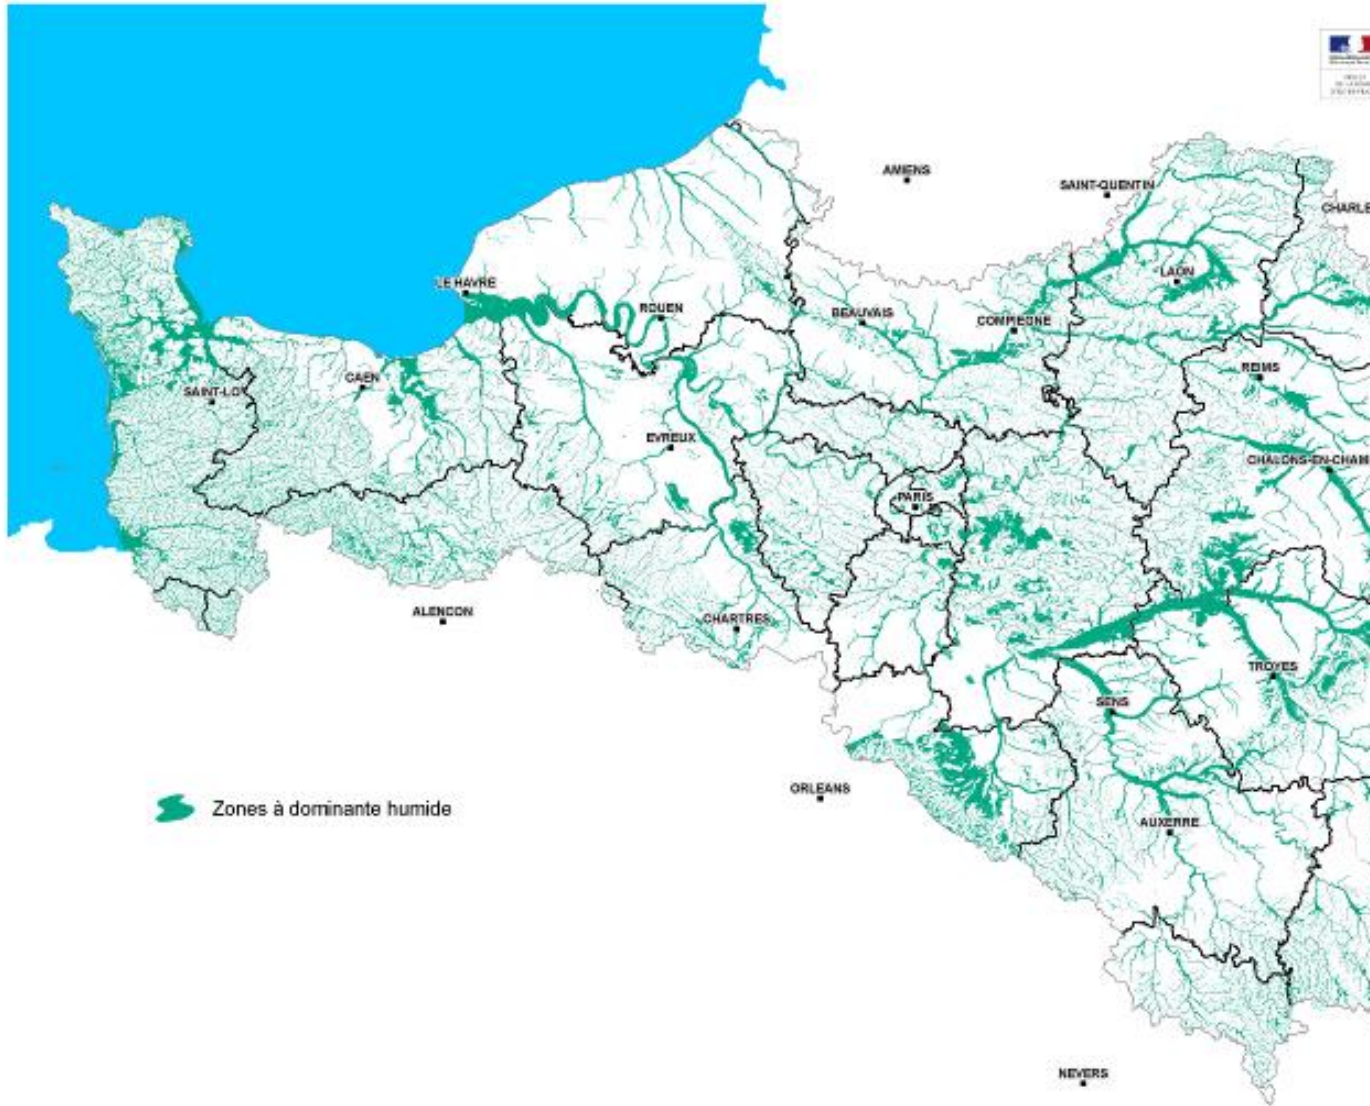 AMIENS
SAINT-QUENTIN
CHARLE
LAON
LE HAVRE
ROUEN
BEAUVAIS
COMPIEGNE
REIMS
CAEN
SAINT-LO
EVREUX
CHALONS-EN-CHAM
PARIS
ALENCON
CHARTRES
TROYES
SENS
ORLEANS
Zones à dominante humide
AUXERRE
NEVERS